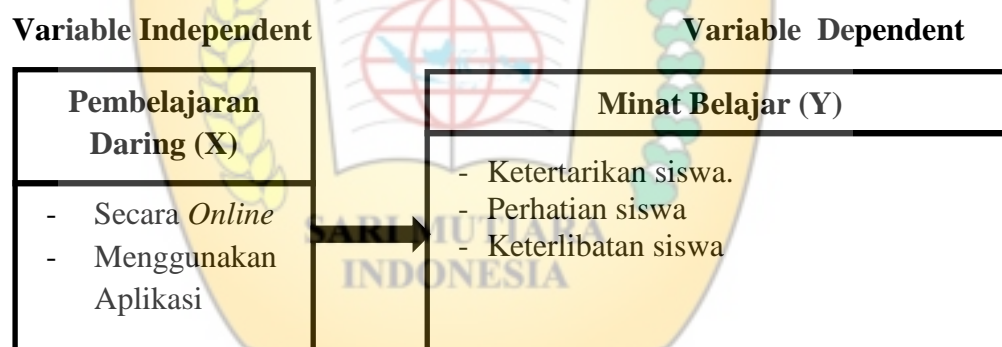 Variable Independent
Variable Dependent
Pembelajaran
Daring (X)
- Secara Online
- Menggunakan
Aplikasi
Minat Belajar (Y)
- Ketertarikan siswa.
- Perhatian siswa
- Keterlibatan siswa
SARI MUTIARA
INDONESIA